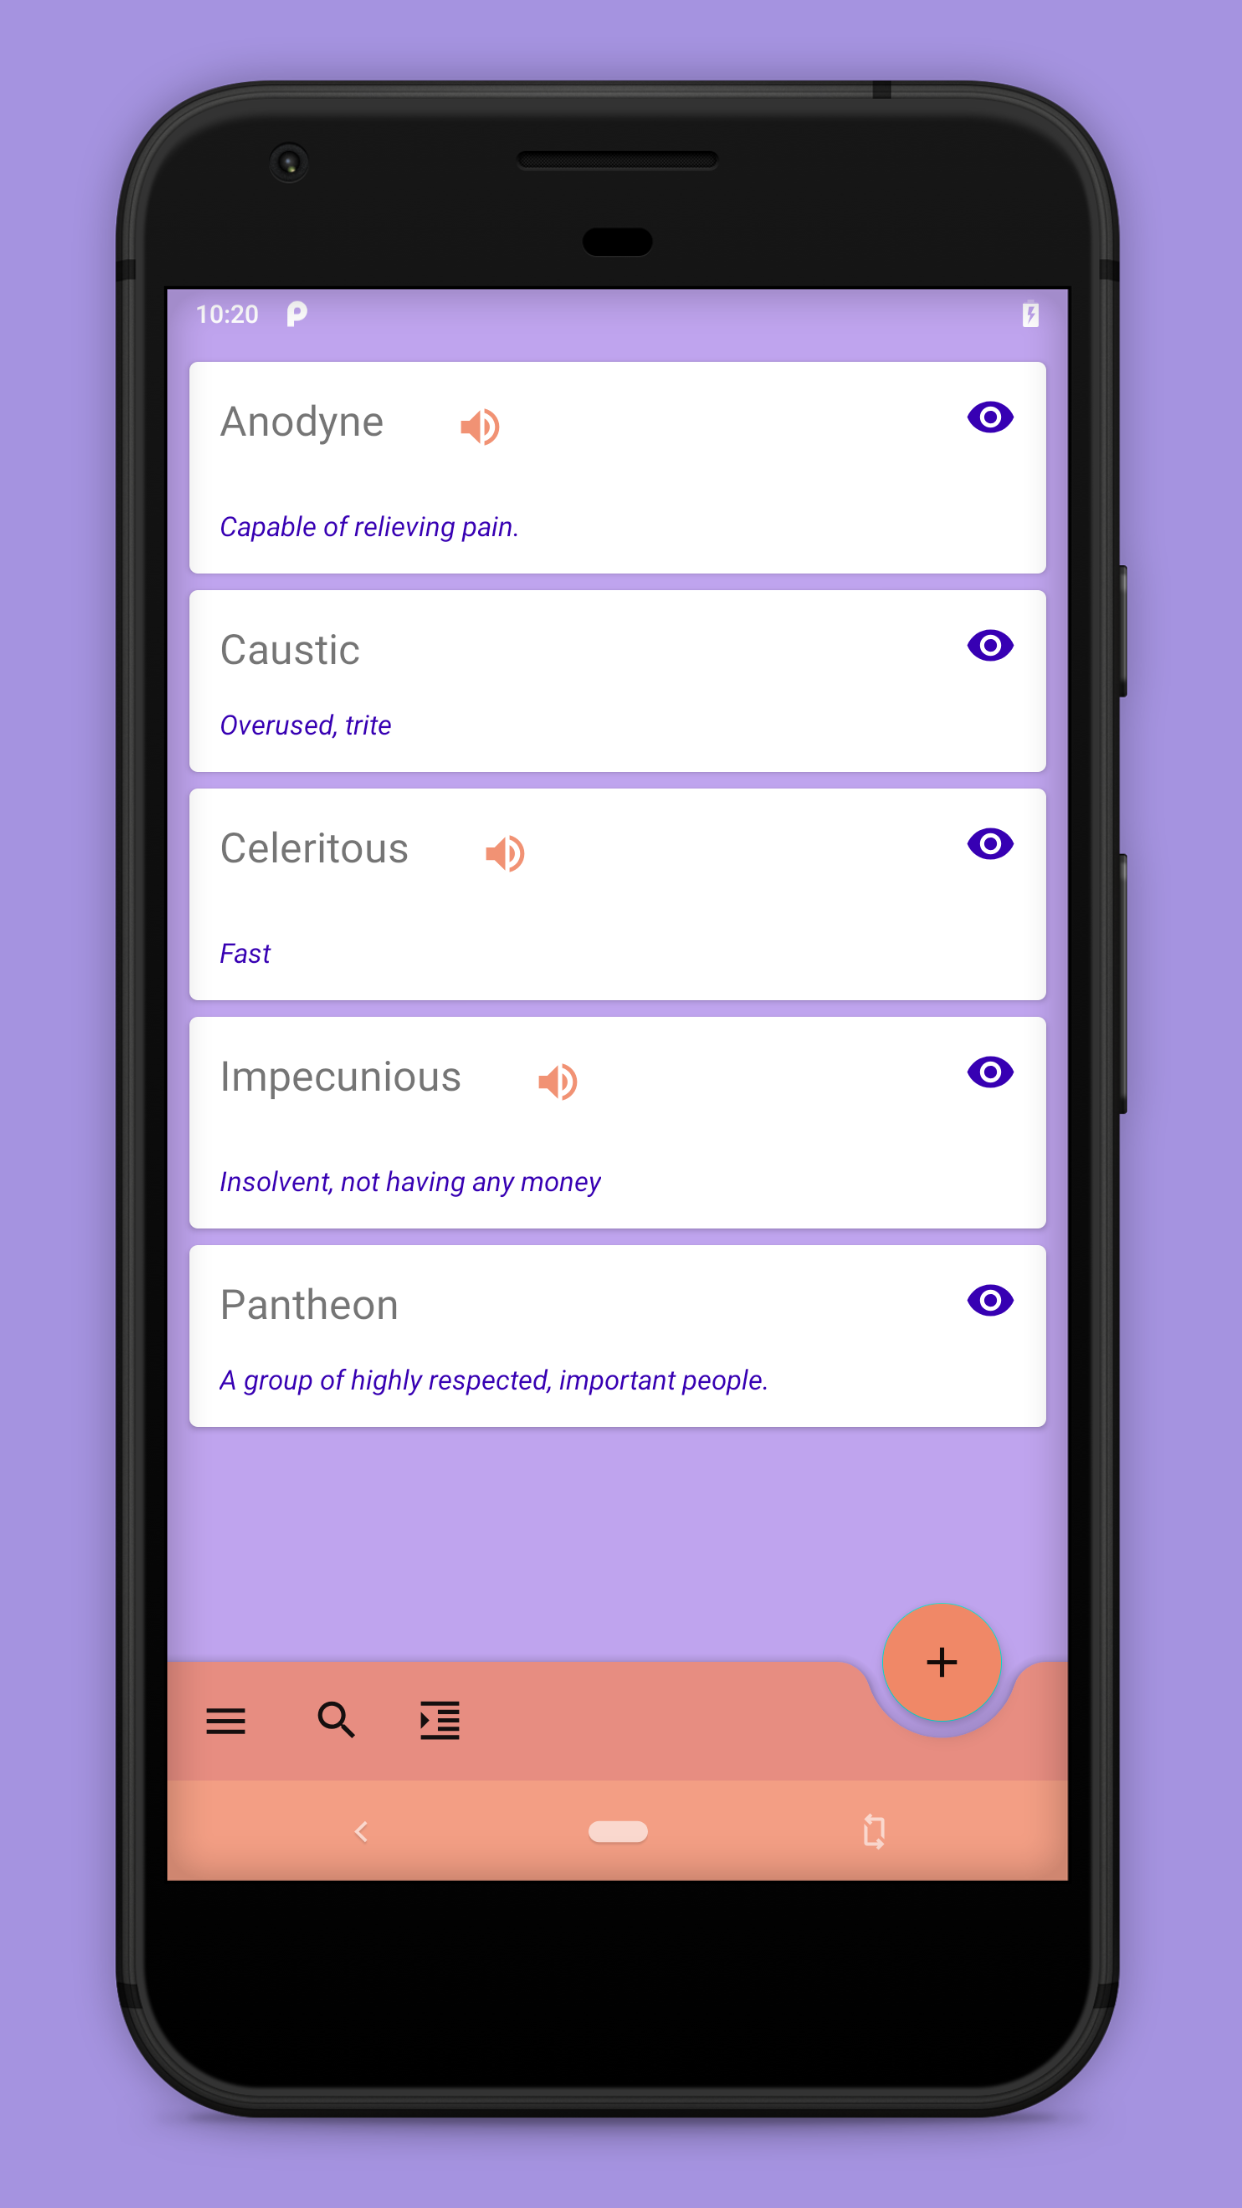 10:20
Anodyne
Capable of relieving pain.
Caustic
Overused, trite
Celeritous
Fast
Impecunious
Insolvent, not having any money
Pantheon
A group of highly respected, important people.